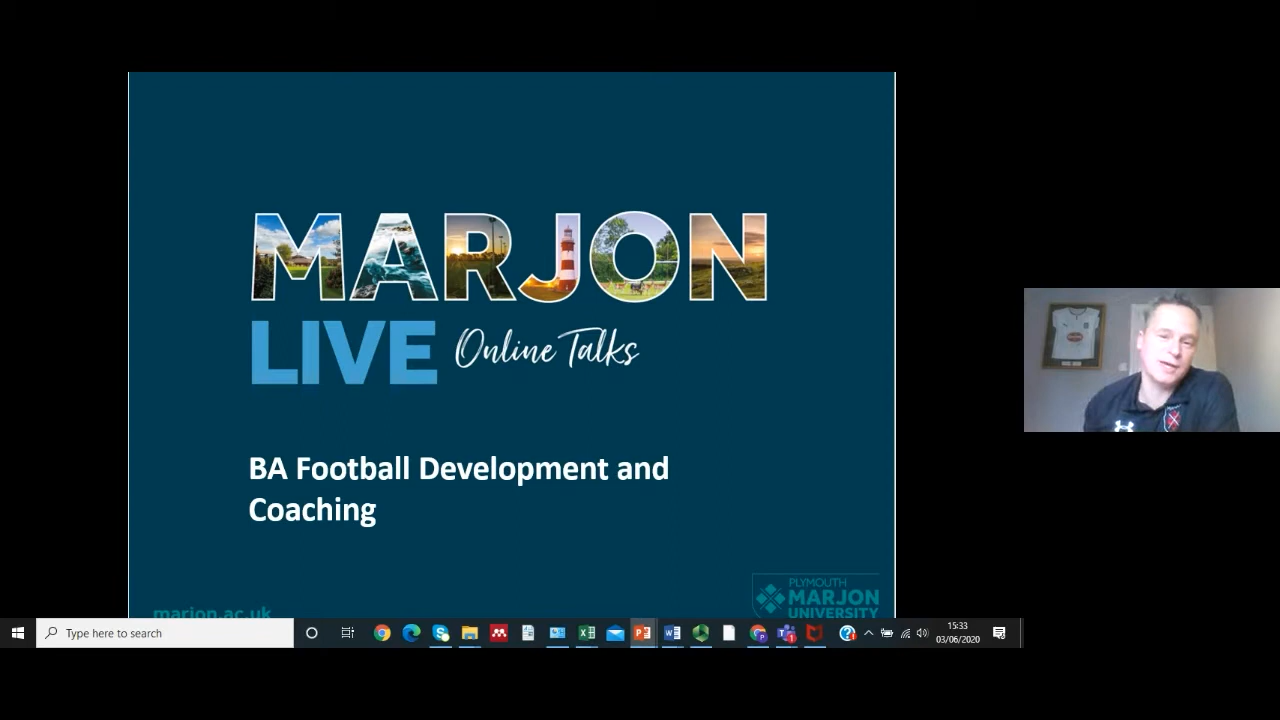 MARJON
LIVE Online Talks
BA Football Development and
Coaching
marjon.ac.uk
PLYMOUTH
MARJON
UNIVERSITY
Type here to search
15:33
03/06/2020